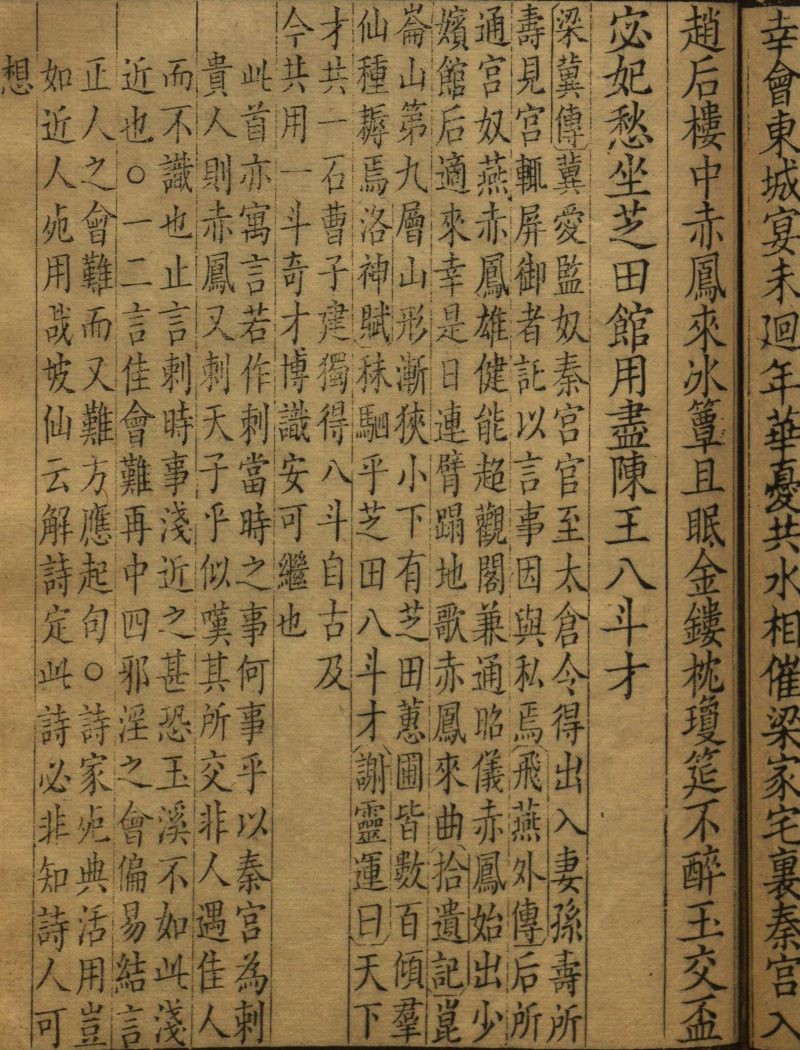 幸會東城宴未迴年華憂共水相催梁家宅裏秦宮入
趙后樓中赤鳳來冰簟且眠金鏤枕瓊筵不醉玉交盃
宓妃愁坐芝田館用盡陳王八斗才
梁冀傳冀愛監奴秦宮官至太倉令得出入妻孫壽所
壽見宮輒屏御者託以言事因與私焉飛燕外傳后所
通宮奴燕赤鳳雄健能超觀閣兼通昭儀赤鳳始出少
嬪館后適來幸是日連臂蹋地歌赤鳳來曲拾遺記崑
崙山第九層山形漸狹小下有芝田蕙圃皆數百傾羣
仙種耨焉洛神賦秣駟乎芝田八斗才謝靈運曰天下
才共一石曹子建獨得八斗自古及
今共用一斗奇才博識安可繼也
此首亦寓言若作刺當時之事何事乎以秦宮為刺
貴人則赤鳳又刺天子乎似嘆其所交非人遇佳人
而不識也止言刺時事淺近之甚恐玉溪不如此淺
近也○一二言佳會難再中四邪淫之會偏易結言
正人之會難而又難方應起句○詩家死典活用豈
如近人死用哉坡仙云解詩定此詩必非知詩人可
想